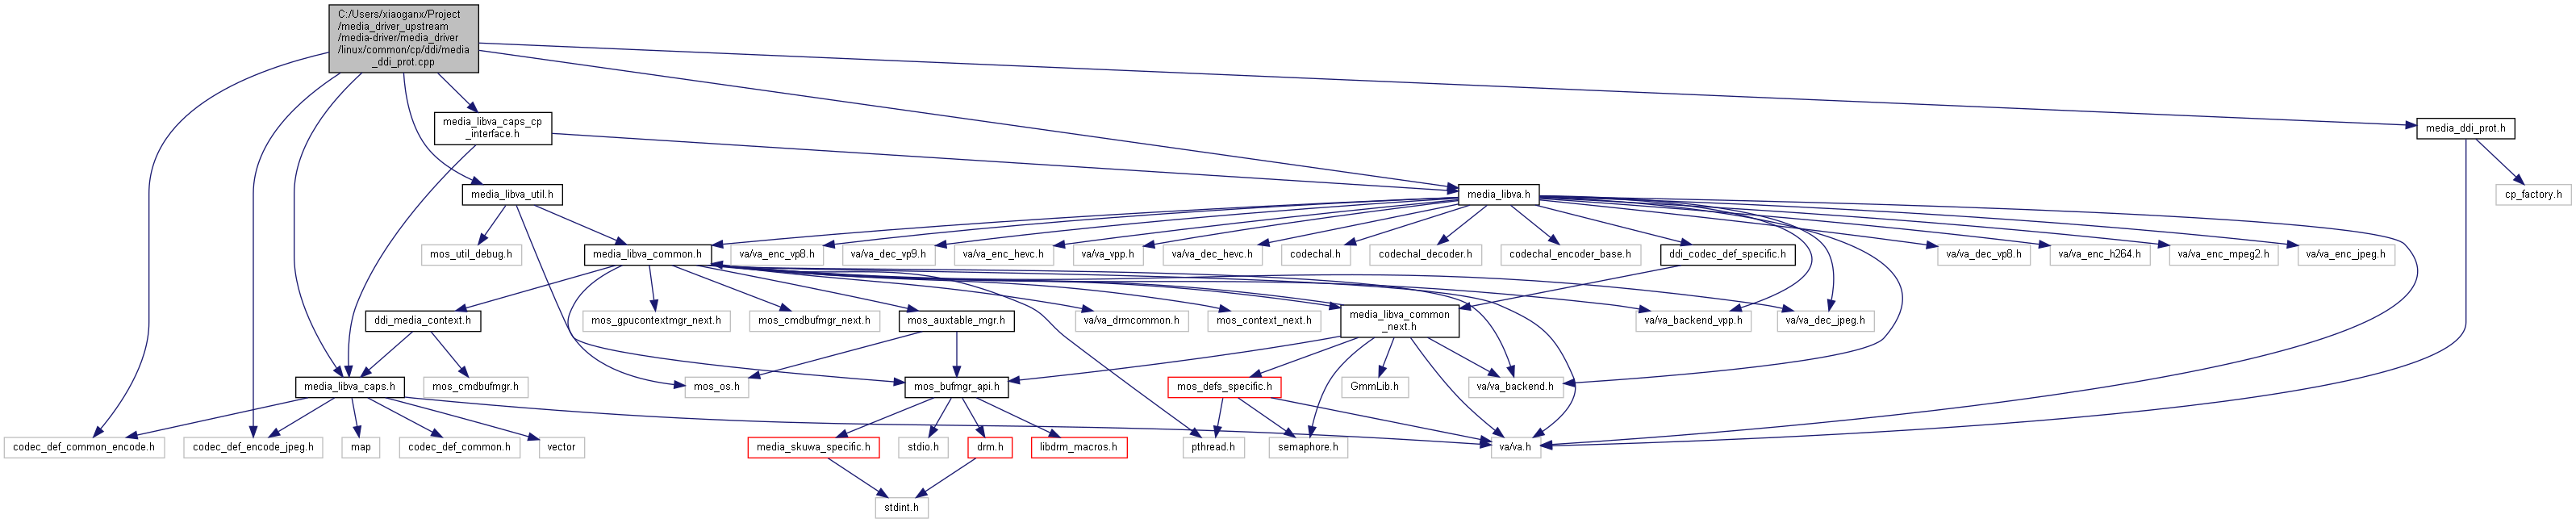 C:/Users/xiaoganx/Project
/media_driver_upstream
/media-driver/media_driver
/linux/common/cp/ddi/media
_ddi_prot.cpp
media_libva_caps_cp
_interface.h
media_ddi_prot.h
media_libva_util.h
media_libva.h
cp_factory.h
mos_util_debug.h
media_libva_common.h
va/va_enc_vp8.h
va/va_dec_vp9.h
va/va_enc_hevc.h
va/va_vpp.h
va/va_dec_hevc.h
codechal.h
codechal_decoder.h
codechal_encoder_base.h
ddi_codec_def_specific.h
va/va_dec_vp8.h
va/va_enc_h264.h
va/va_enc_mpeg2.h
va/va_enc_jpeg.h
ddi_media_context.h
mos_gpucontextmgr_next.h
mos_cmdbufmgr_next.h
mos_auxtable_mgr.h
va/va_drmcommon.h
mos_context_next.h
media_libva_common
_next.h
va/va_backend_vpp.h
va/va_dec_jpeg.h
media_libva_caps.h
mos_cmdbufmgr.h
mos_os.h
mos_bufmgr_api.h
mos_defs_specific.h
GmmLib.h
va/va_backend.h
codec_def_common_encode.h
codec_def_encode_jpeg.h
map
codec_def_common.h
vector
media_skuwa_specific.h
stdio.h
drm.h
libdrm_macros.h
pthread.h
semaphore.h
va/va.h
stdint.h